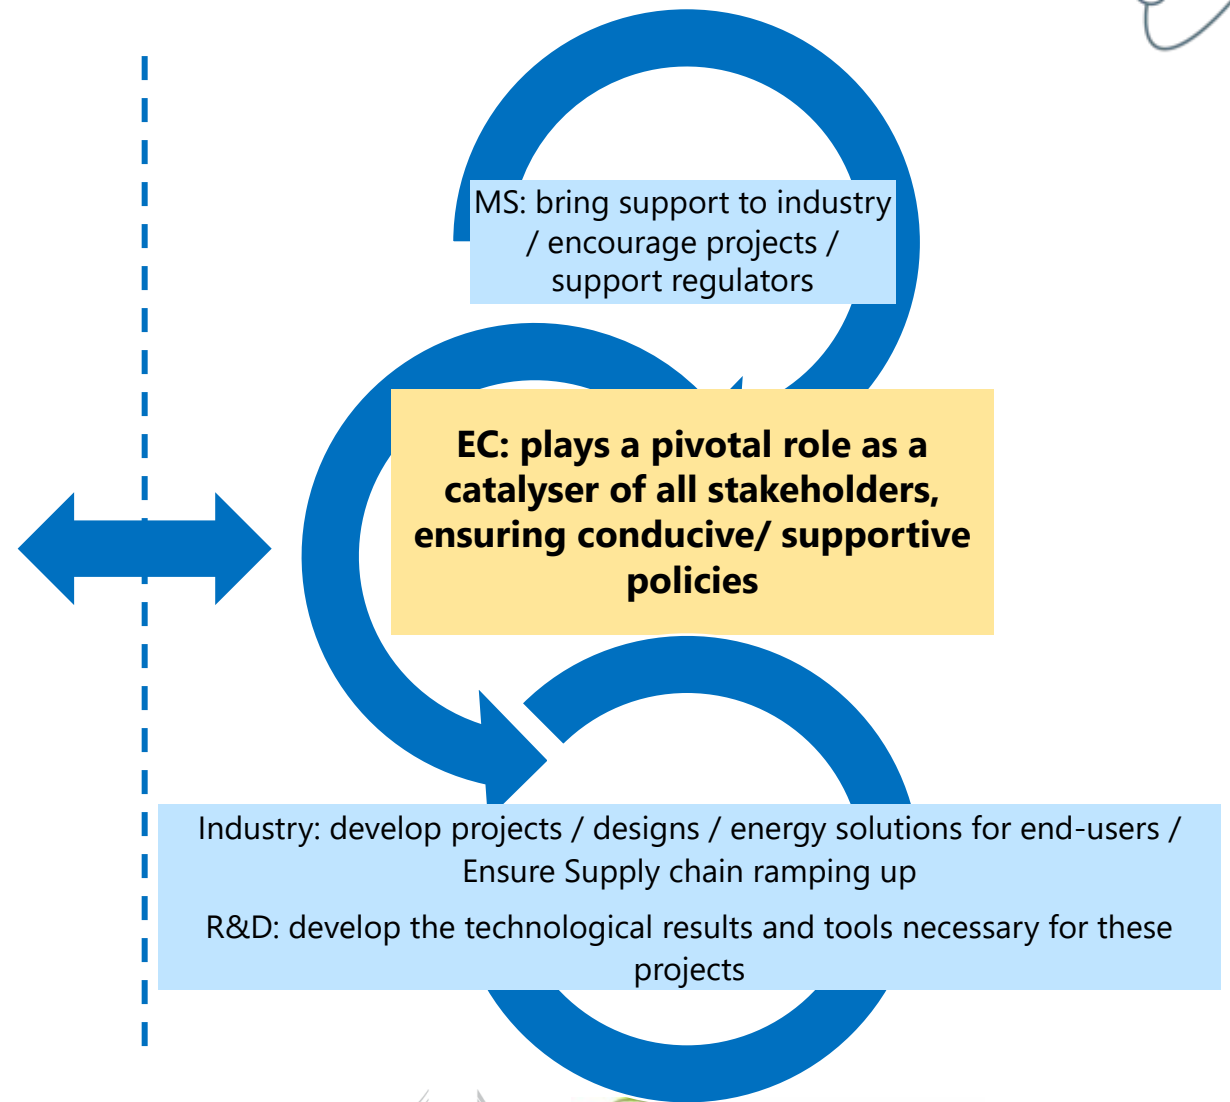 MS: bring support to industry
/ encourage projects /
support regulators
EC: plays a pivotal role as a
catalyser of all stakeholders,
ensuring conducive/ supportive
policies
Industry: develop projects / designs / energy solutions for end-users /
Ensure Supply chain ramping up
R&D: develop the technological results and tools necessary for these
projects